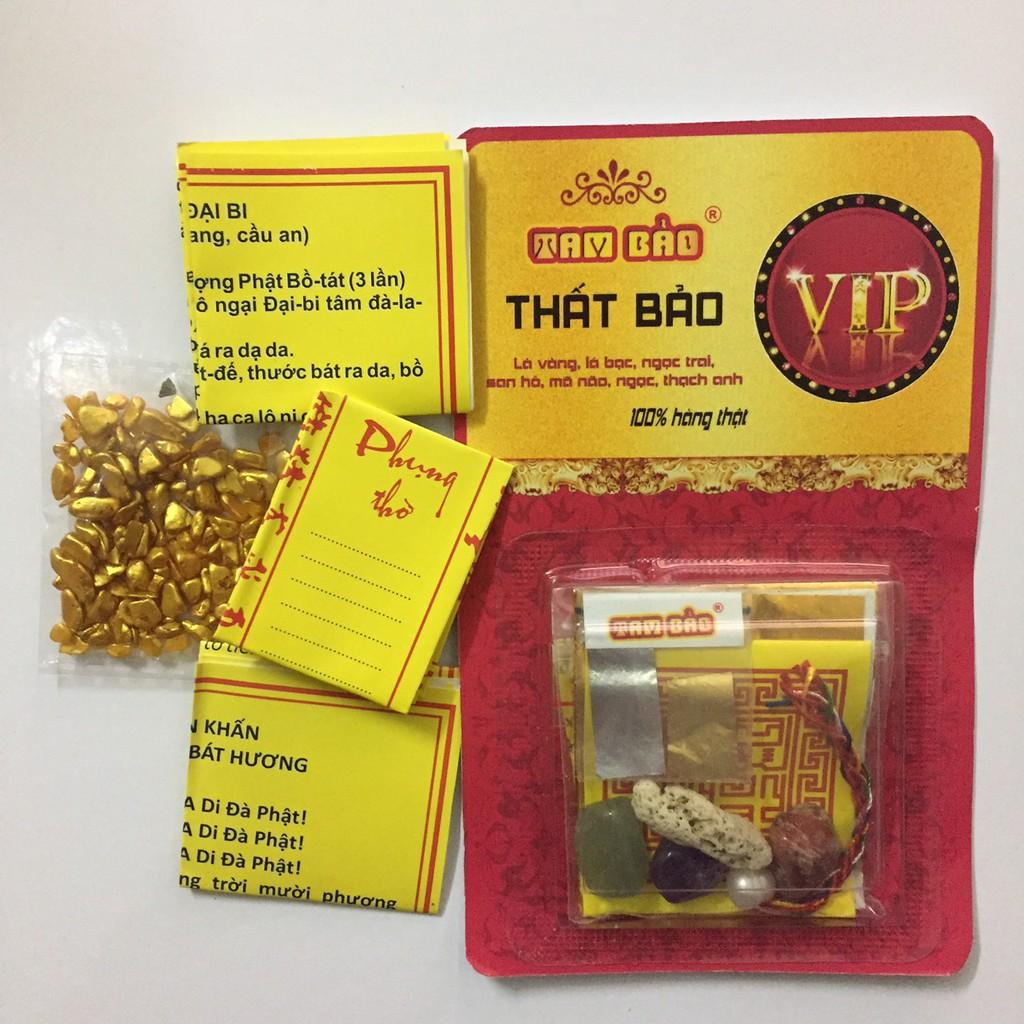 ĐẠI BI
ang, cầu an)
ợng Phật Bồ-tát (3 lần)
ô ngại Đại-bi tâm đà-la-
á ra dạ da.
t-đế, thước bát ra da, bồ
ha ca lô ni
Phụng
thờ
N KHẤN
BÁT HƯƠNG
A Di Đà Phật!
A Di Đà Phật!
A Di Đà Phật!
ng trời mười phương
TAM BẢO ®
THẤT BẢO
Lá vàng, lá bạc, ngọc trai,
san hô, mã não, ngọc, thạch anh
100% hàng thật
VIP
TAM BẢO ®